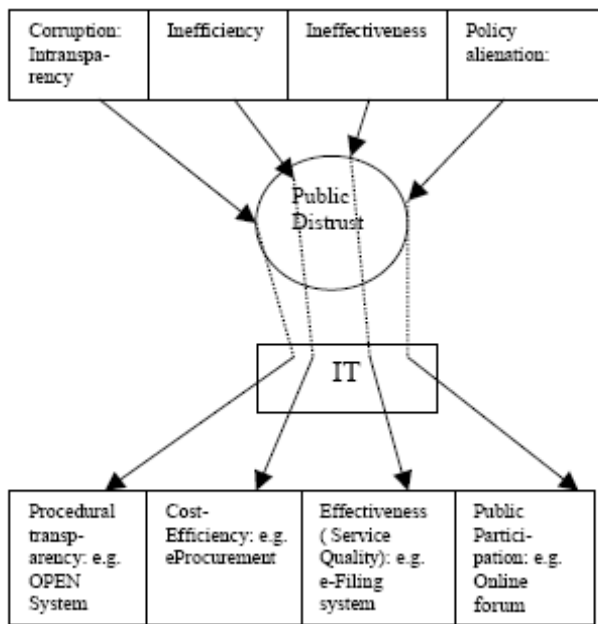 Corruption:
Intranspa-
rency
Inefficiency
Ineffectiveness
Policy
alienation:
Public
Distrust
IT
Procedural
transp-
arency: e.g.
OPEN
System
Cost-
Efficiency: e.g.
eProcurement
Effectiveness
( Service
Quality): e.g.
e-Filing
system
Public
Partici-
pation: e.g.
Online
forum